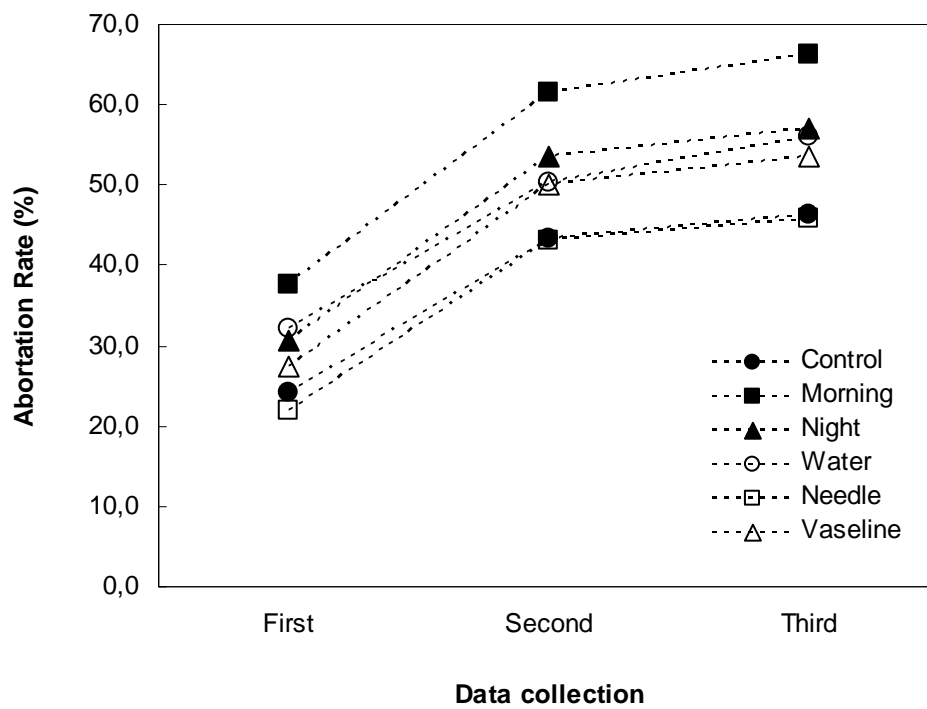 70,0
60,0
50,0
40,0
30,0
20,0
10,0
0,0
Abortation Rate (%)
Control
Morning
Night
Water
Needle
Vaseline
First Second Third
Data collection